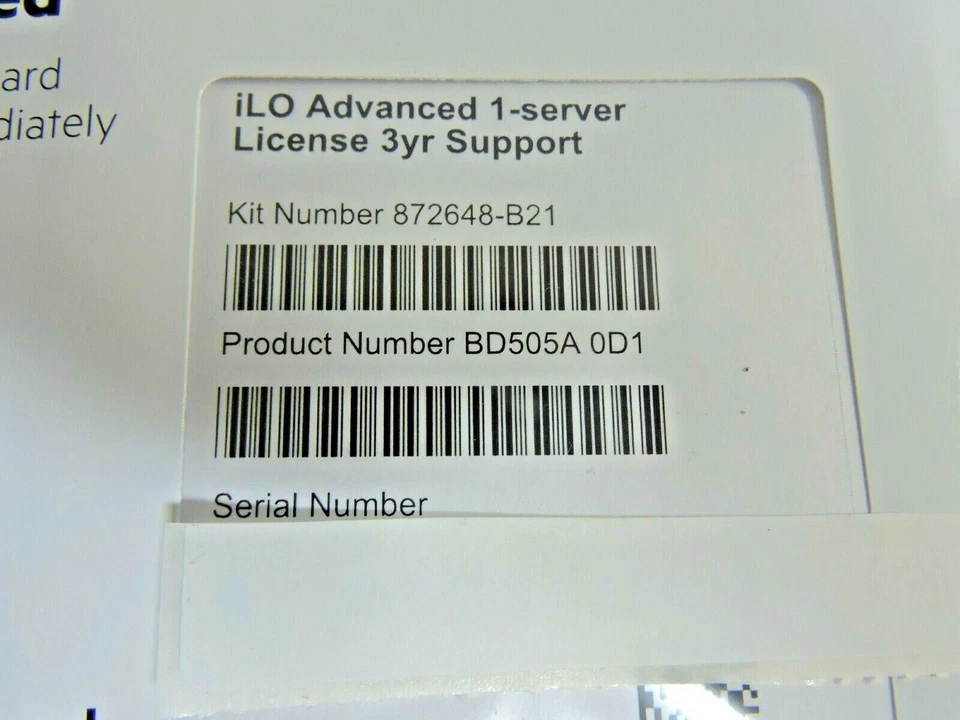 ed
ard
diately
iLO Advanced 1-server
License 3yr Support
Kit Number 872648-B21
Product Number BD505A 0D1
Serial Number